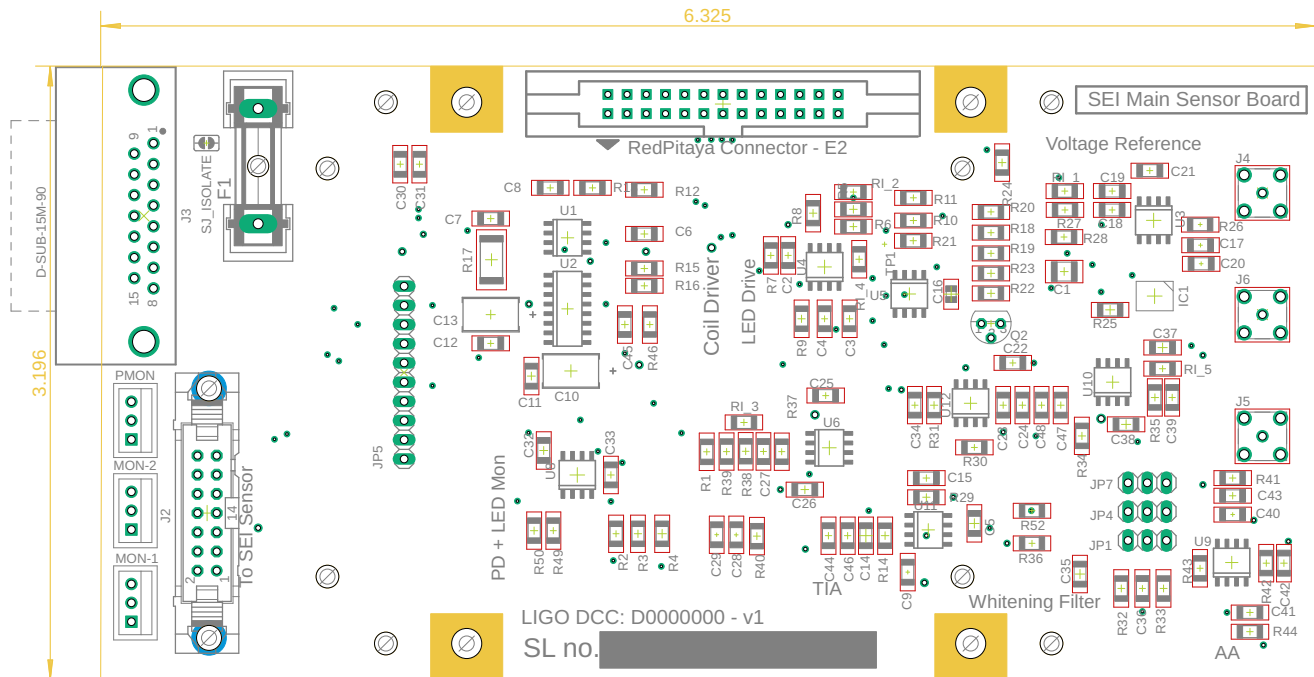 6.325
3.196
SEI Main Sensor Board
RedPitaya Connector - E2
Voltage Reference
D-SUB-15M-90
9
1
15
8
J3
SJ_ISOLATE
F1
C30
C31
C8
R12
C7
U1
C6
R17
U2
R15
R16
C13
+
C12
C45
R46
C11
C10
+
Coil Driver
LED Drive
R8
RI_2
R6
R11
R10
R21
R7
C2
U4
RI_4
TP1
U5
C16
R9
C4
C3
R24
R20
R18
R19
R23
R22
Q2
C22
RI_1
R27
R28
C1
C19
C18
C21
U3
R26
C17
C20
IC1
R25
J4
J6
J5
C37
RI_5
U10
R35
C39
C38
PMON
MON-2
MON-1
J2
14
2
1
To SEI Sensor
JP5
C32
C33
PD + LED Mon
R50
R49
R2
R3
R4
RI_3
R1
R39
R38
C27
C25
R37
U6
C26
C29
C28
R40
C44
C46
C14
R14
TIA
C34
R31
U12
C24
C48
C47
R34
R30
C15
R29
U11
C9
R52
R36
C35
Whitening Filter
JP7
JP4
JP1
R41
C43
C40
U9
R43
R42
C42
R32
C36
R33
C41
R44
AA
LIGO DCC: D0000000 - v1
SL no.